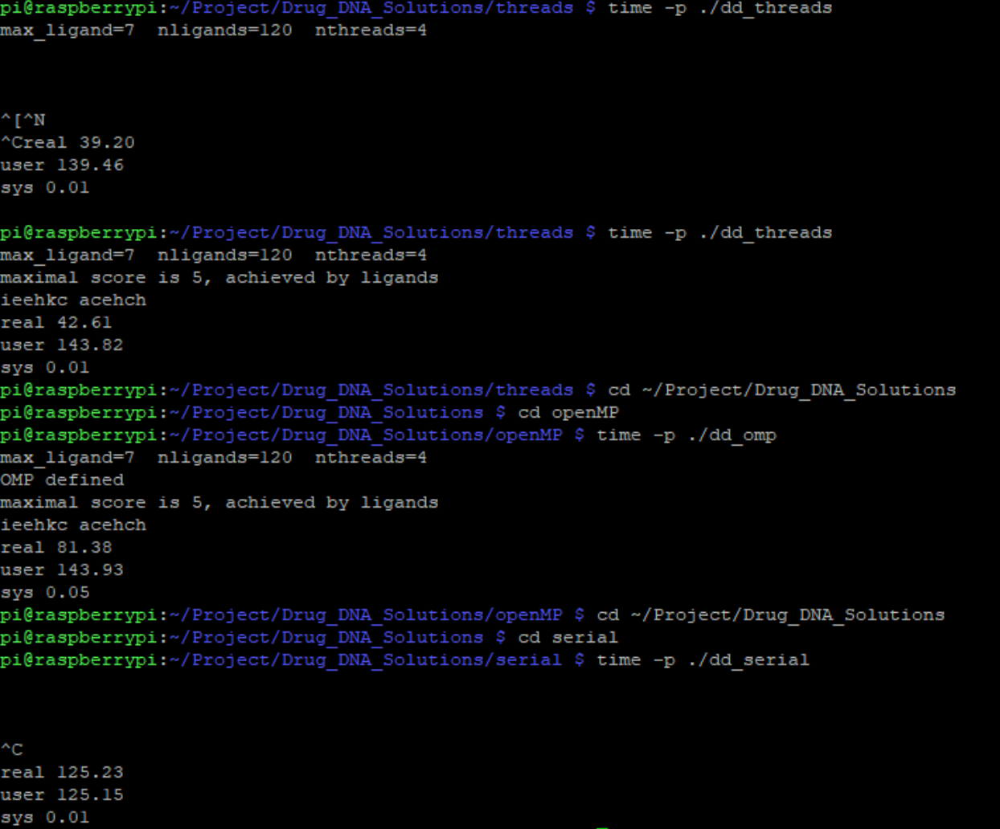 pi@raspberrypi:~/Project/Drug_DNA_Solutions/threads $ time -p ./dd_threads
max_ligand=7  nligands=120  nthreads=4
^[^N
^Creal 39.20
user 139.46
sys 0.01
pi@raspberrypi:~/Project/Drug_DNA_Solutions/threads $ time -p ./dd_threads
max_ligand=7  nligands=120  nthreads=4
maximal score is 5, achieved by ligands
ieehkc acehch
real 42.61
user 143.82
sys 0.01
pi@raspberrypi:~/Project/Drug_DNA_Solutions/threads $ cd ~/Project/Drug_DNA_Solutions
pi@raspberrypi:~/Project/Drug_DNA_Solutions $ cd openMP
pi@raspberrypi:~/Project/Drug_DNA_Solutions/openMP $ time -p ./dd_omp
max_ligand=7  nligands=120  nthreads=4
OMP defined
maximal score is 5, achieved by ligands
ieehkc acehch
real 81.38
user 143.93
sys 0.05
pi@raspberrypi:~/Project/Drug_DNA_Solutions/openMP $ cd ~/Project/Drug_DNA_Solutions
pi@raspberrypi:~/Project/Drug_DNA_Solutions $ cd serial
pi@raspberrypi:~/Project/Drug_DNA_Solutions/serial $ time -p ./dd_serial
^C
real 125.23
user 125.15
sys 0.01